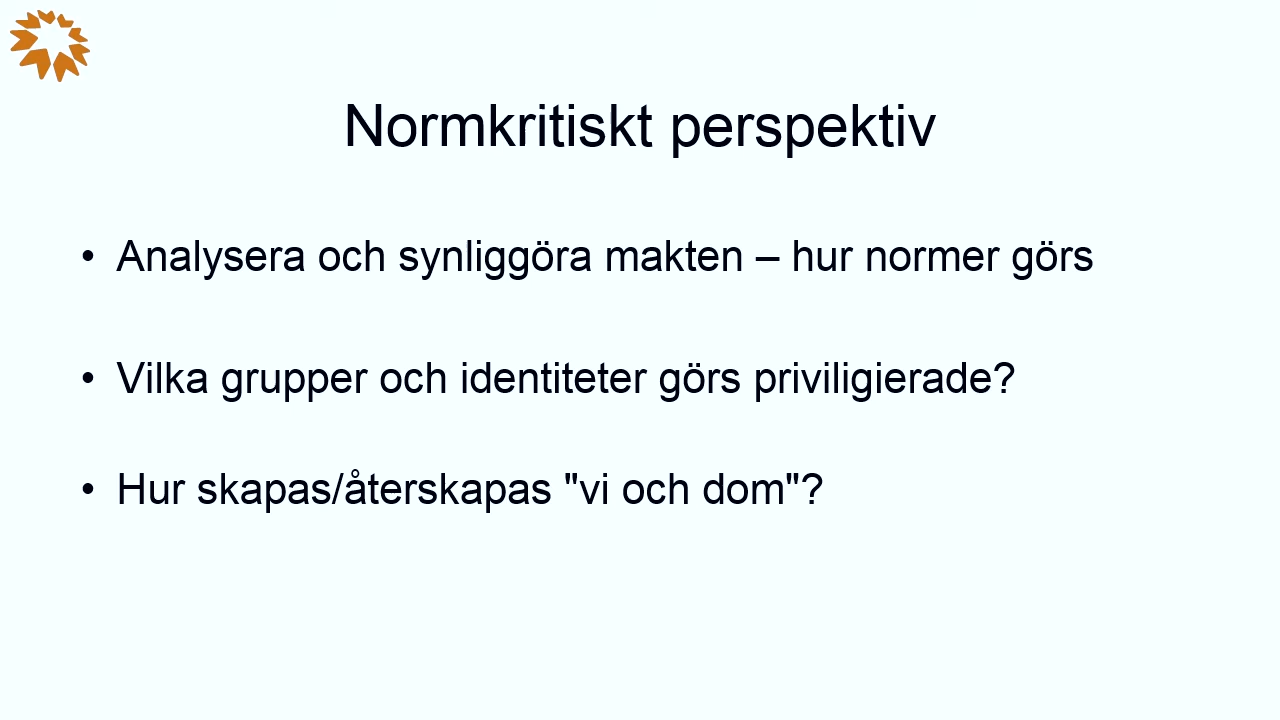 Normkritiskt perspektiv
• Analysera och synliggöra makten – hur normer görs
• Vilka grupper och identiteter görs priviligierade?
• Hur skapas/återskapas "vi och dom"?